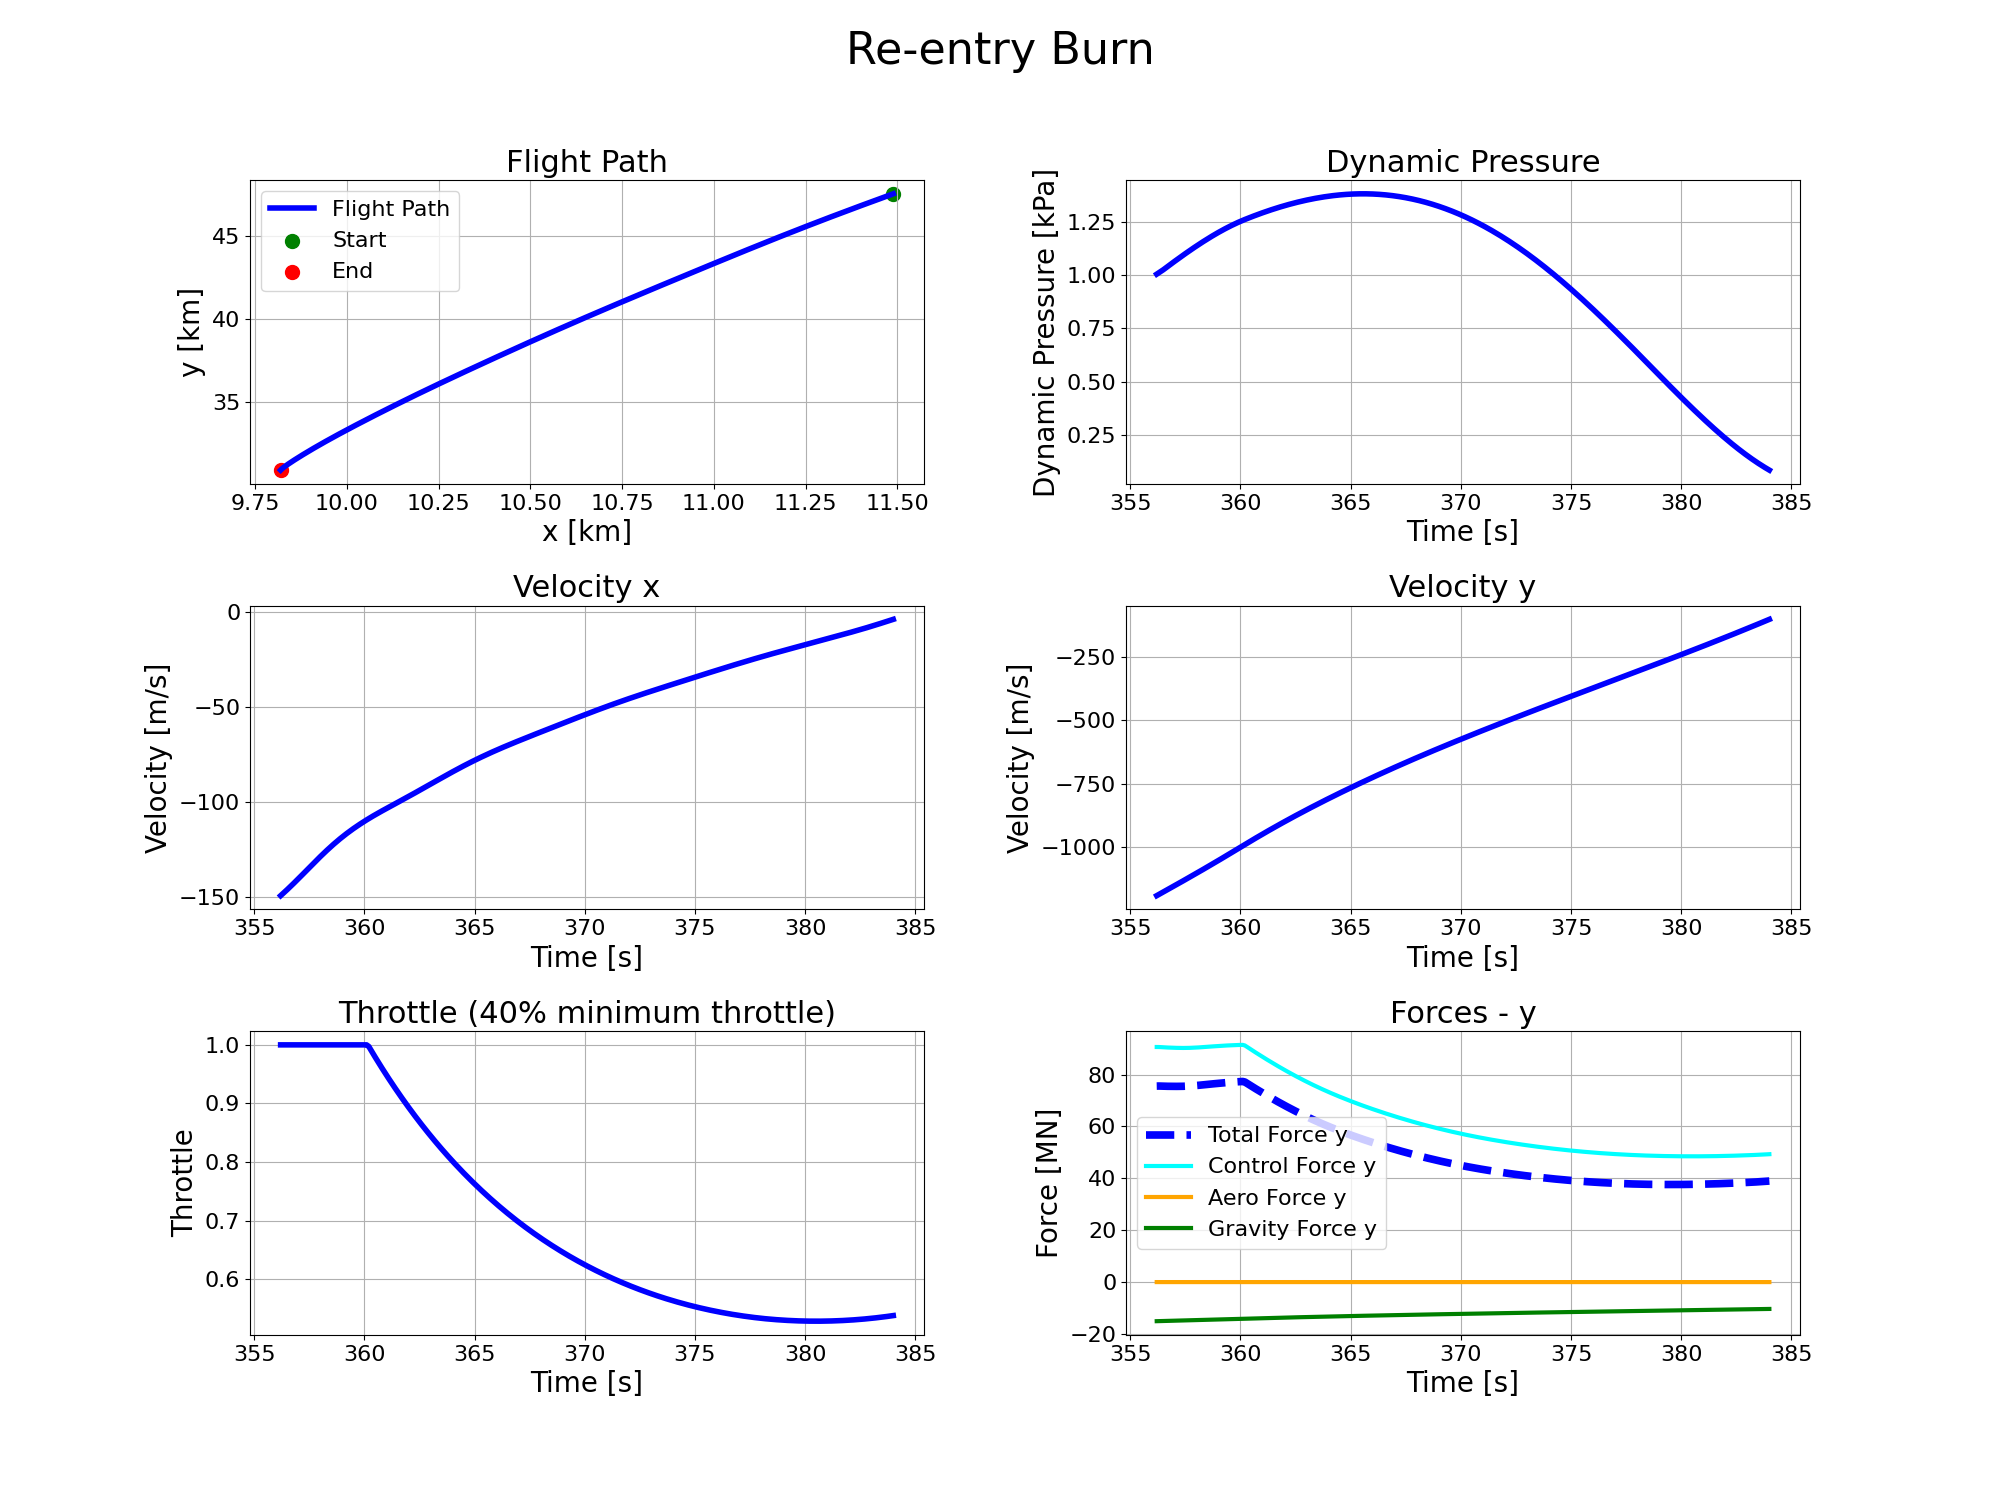 Re-entry Burn
Flight Path
y [km]
45
40
35
Flight Path
Start
End
9.75 10.00 10.25 10.50 10.75 11.00 11.25 11.50
x [km]
Dynamic Pressure
Dynamic Pressure [kPa]
1.25
1.00
0.75
0.50
0.25
355 360 365 370 375 380 385
Time [s]
Velocity x
Velocity [m/s]
0
−50
−100
−150
355 360 365 370 375 380 385
Time [s]
Velocity y
Velocity [m/s]
−250
−500
−750
−1000
355 360 365 370 375 380 385
Time [s]
Throttle (40% minimum throttle)
Throttle
1.0
0.9
0.8
0.7
0.6
355 360 365 370 375 380 385
Time [s]
Forces - y
Force [MN]
80
60
40
20
0
−20
Total Force y
Control Force y
Aero Force y
Gravity Force y
355 360 365 370 375 380 385
Time [s]